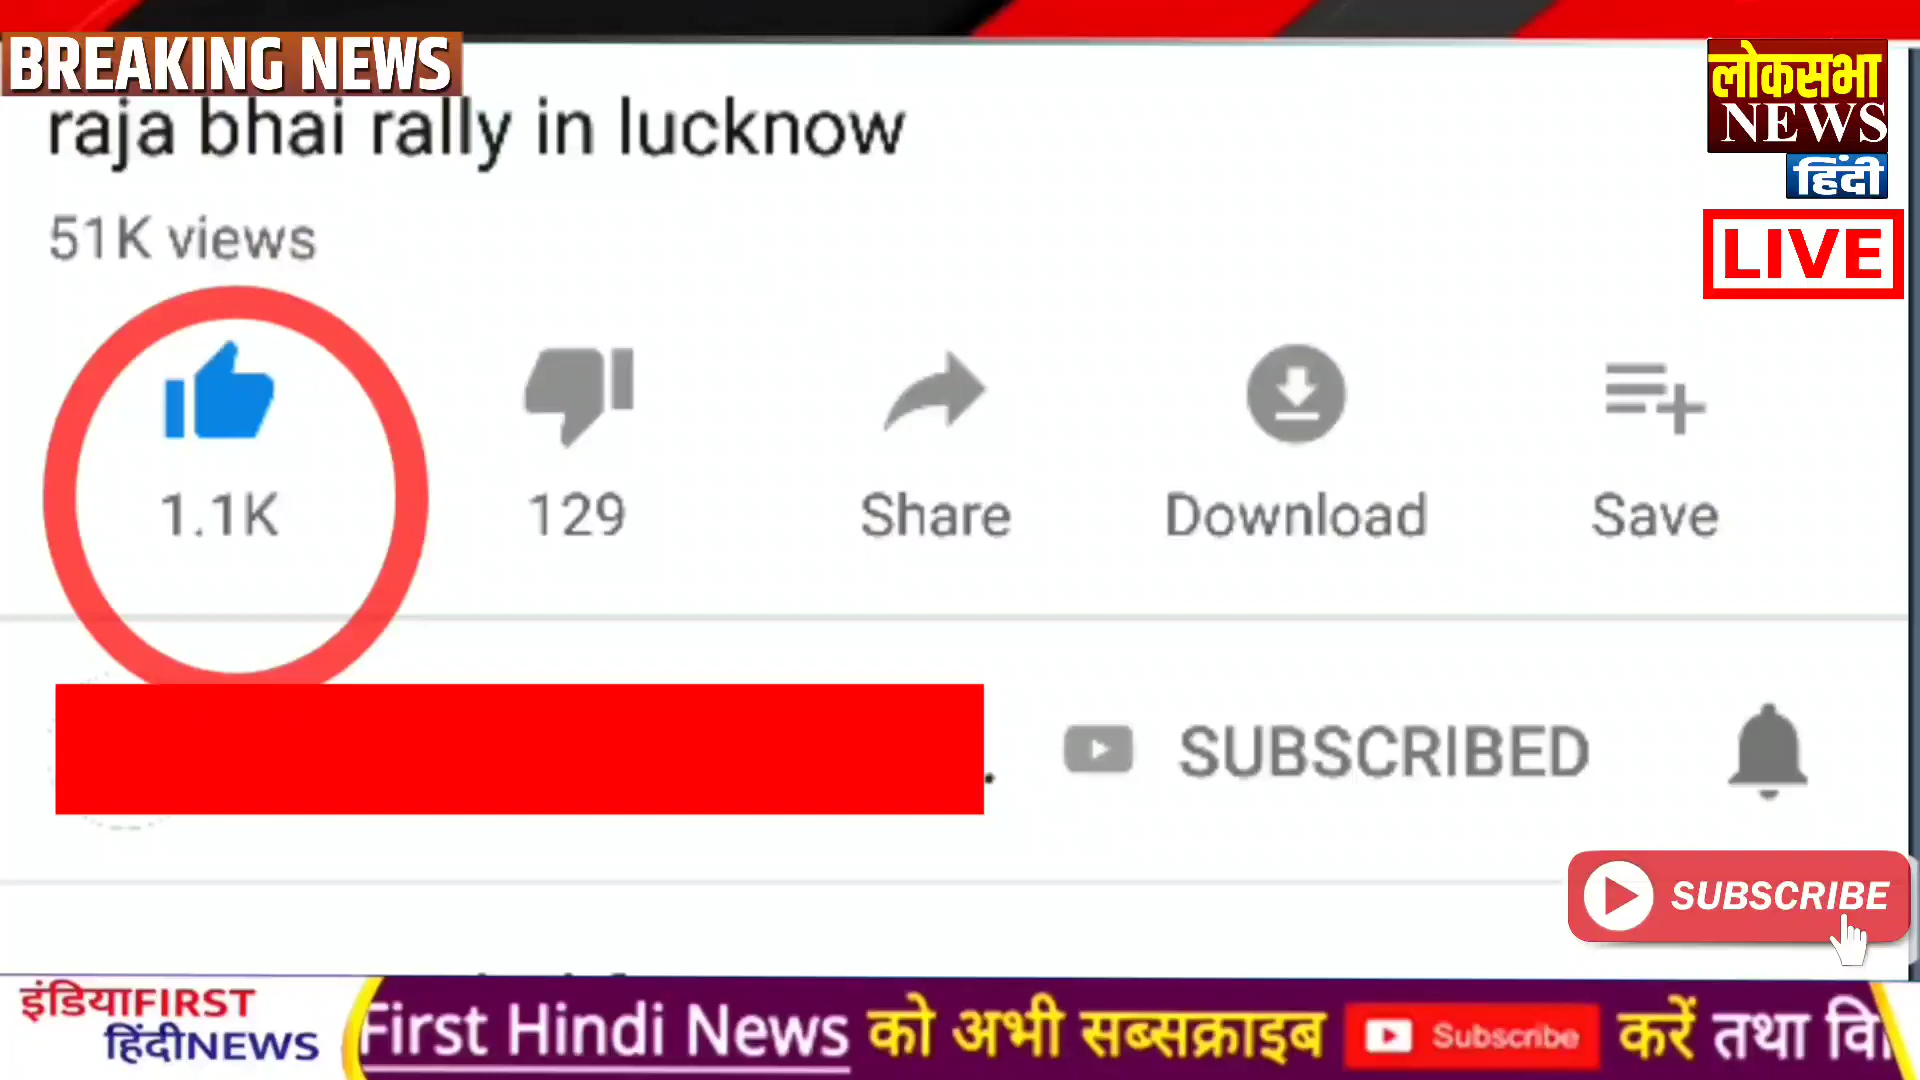 BREAKING NEWS
लोकसभा
NEWS
हिंदी
LIVE
raja bhai rally in lucknow
51K views
1.1K
129
Share
Download
Save
SUBSCRIBED
SUBSCRIBE
इंडियाFIRST
हिंदीNEWS
First Hindi News को अभी सब्सक्राइब Subscribe करें तथा